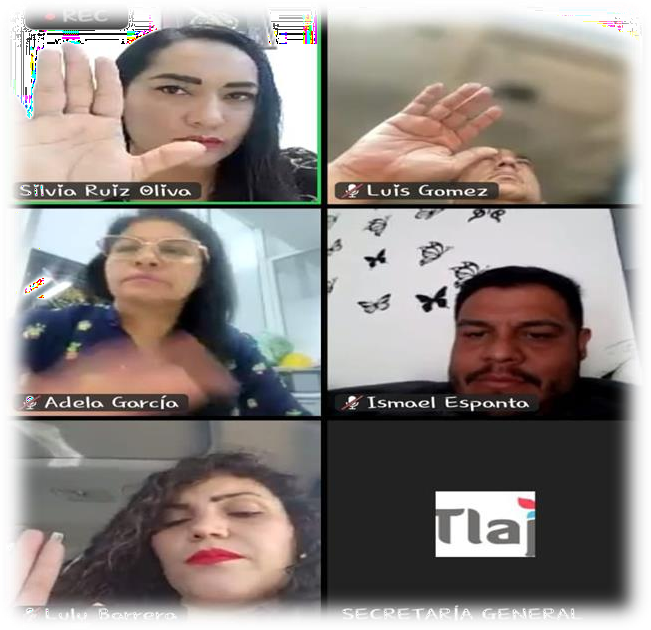 REC
Silvia Ruiz Oliva
Luis Gomez
Adela García
Ismael Espanta
Tlaj
Lulu Barrera
SECRETARÍA GENERAL